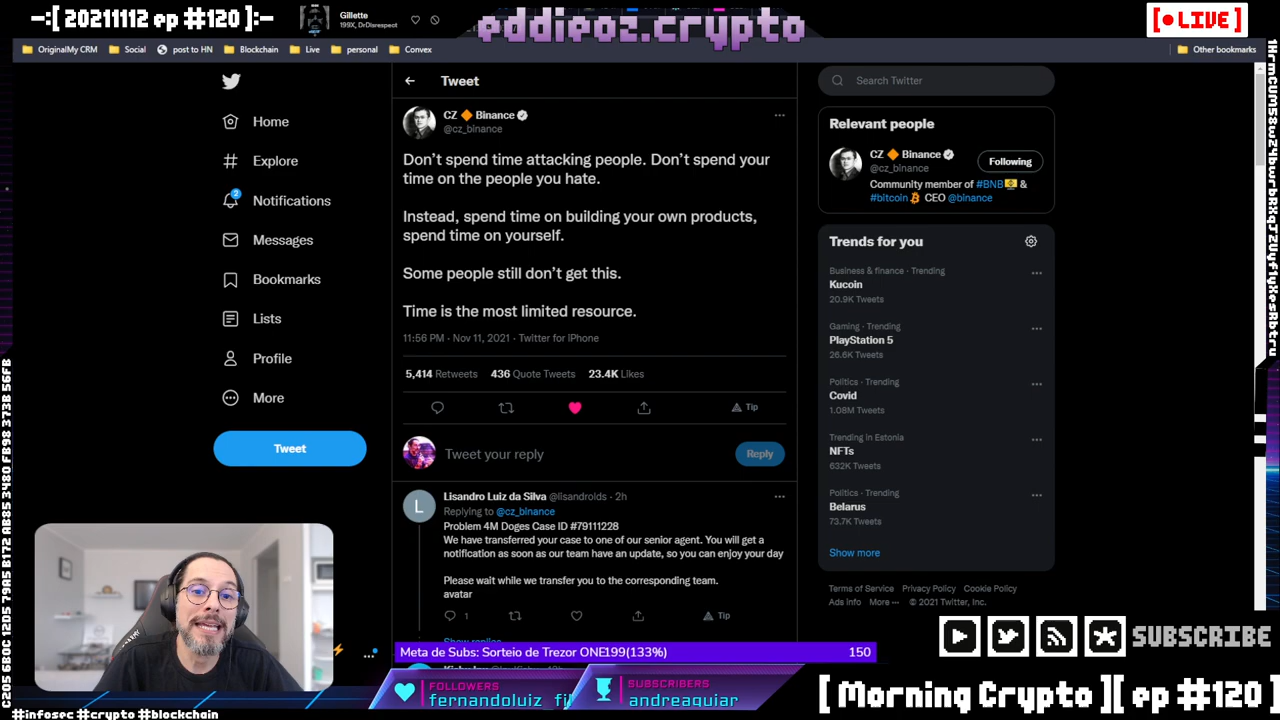 -:[ 20211112 ep #120 ]:-
Gillette
199X, DrDisrespect
eddieoz.crypto
[ LIVE ]
OriginalMy CRM
Social
post to HN
Blockchain
Live
personal
Convex
Other bookmarks
Home
Explore
2
Notifications
Messages
Bookmarks
Lists
Profile
More
Tweet
Tweet
CZ 🔶 Binance
@cz_binance
Don’t spend time attacking people. Don’t spend your
time on the people you hate.
Instead, spend time on building your own products,
spend time on yourself.
Some people still don’t get this.
Time is the most limited resource.
11:56 PM · Nov 11, 2021 · Twitter for iPhone
5,414 Retweets 436 Quote Tweets 23.4K Likes
Tip
Tweet your reply
Reply
L
Lisandro Luiz da Silva @lisandrolds · 2h
Replying to @cz_binance
Problem 4M Doges Case ID #79111228
We have transferred your case to one of our senior agent. You will get a
notification as soon as our team have an update, so you can enjoy your day
Please wait while we transfer you to the corresponding team.
avatar
1
Tip
Show replies
Search Twitter
Relevant people
CZ 🔶 Binance
@cz_binance
Following
Community member of #BNB &
#bitcoin CEO @binance
Trends for you
Business & finance · Trending
Kucoin
20.9K Tweets
Gaming · Trending
PlayStation 5
26.6K Tweets
Politics · Trending
Covid
1.08M Tweets
Trending in Estonia
NFTs
632K Tweets
Politics · Trending
Belarus
73.7K Tweets
Show more
Terms of Service Privacy Policy Cookie Policy
Ads info More ··· © 2021 Twitter, Inc.
Meta de Subs: Sorteio de Trezor ONE199(133%) 150
FOLLOWERS
fernandoluiz_fi
SUBSCRIBERS
andreaquiar
SUBSCRIBE
[ Morning Crypto ][ ep #120 ]
#infosec #crypto #blockchain